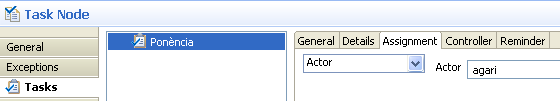 Task Node
General
Exceptions
Tasks
Ponència
General Details Assignment Controller Reminder
Actor
Actor agari